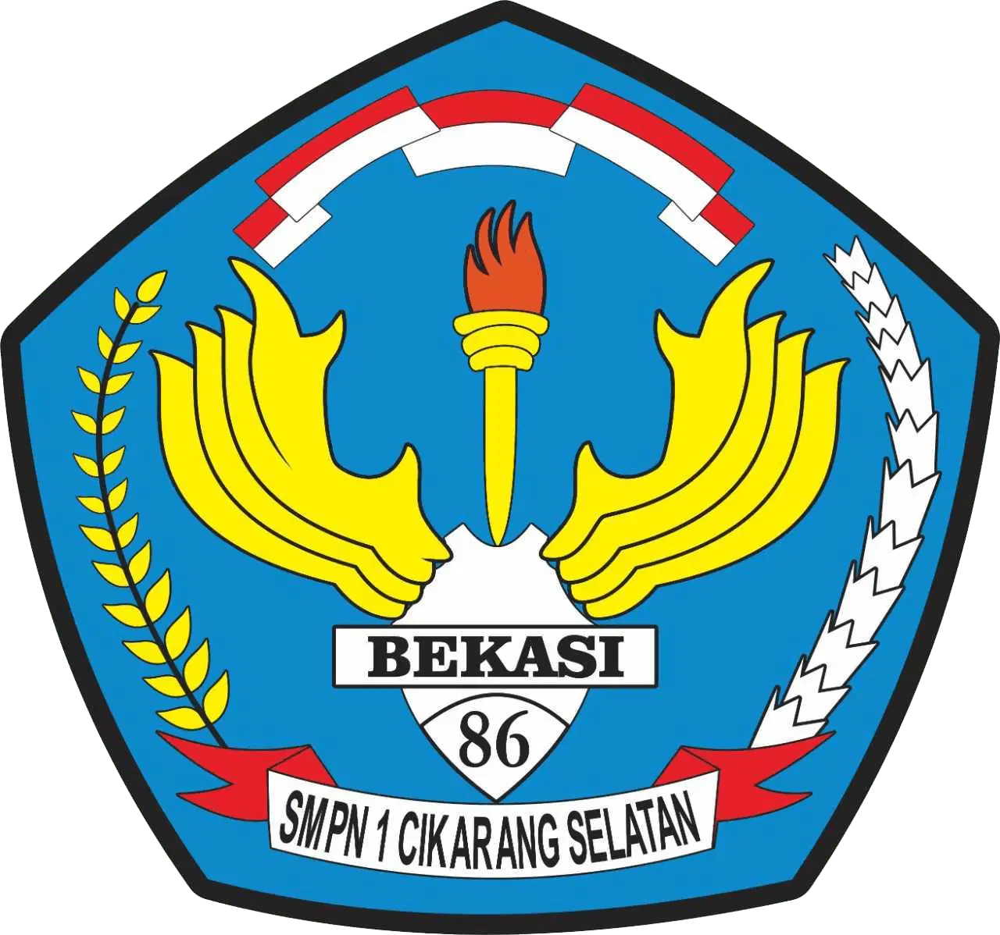 BEKASI
86
SMPN 1 CIKARANG SELATAN